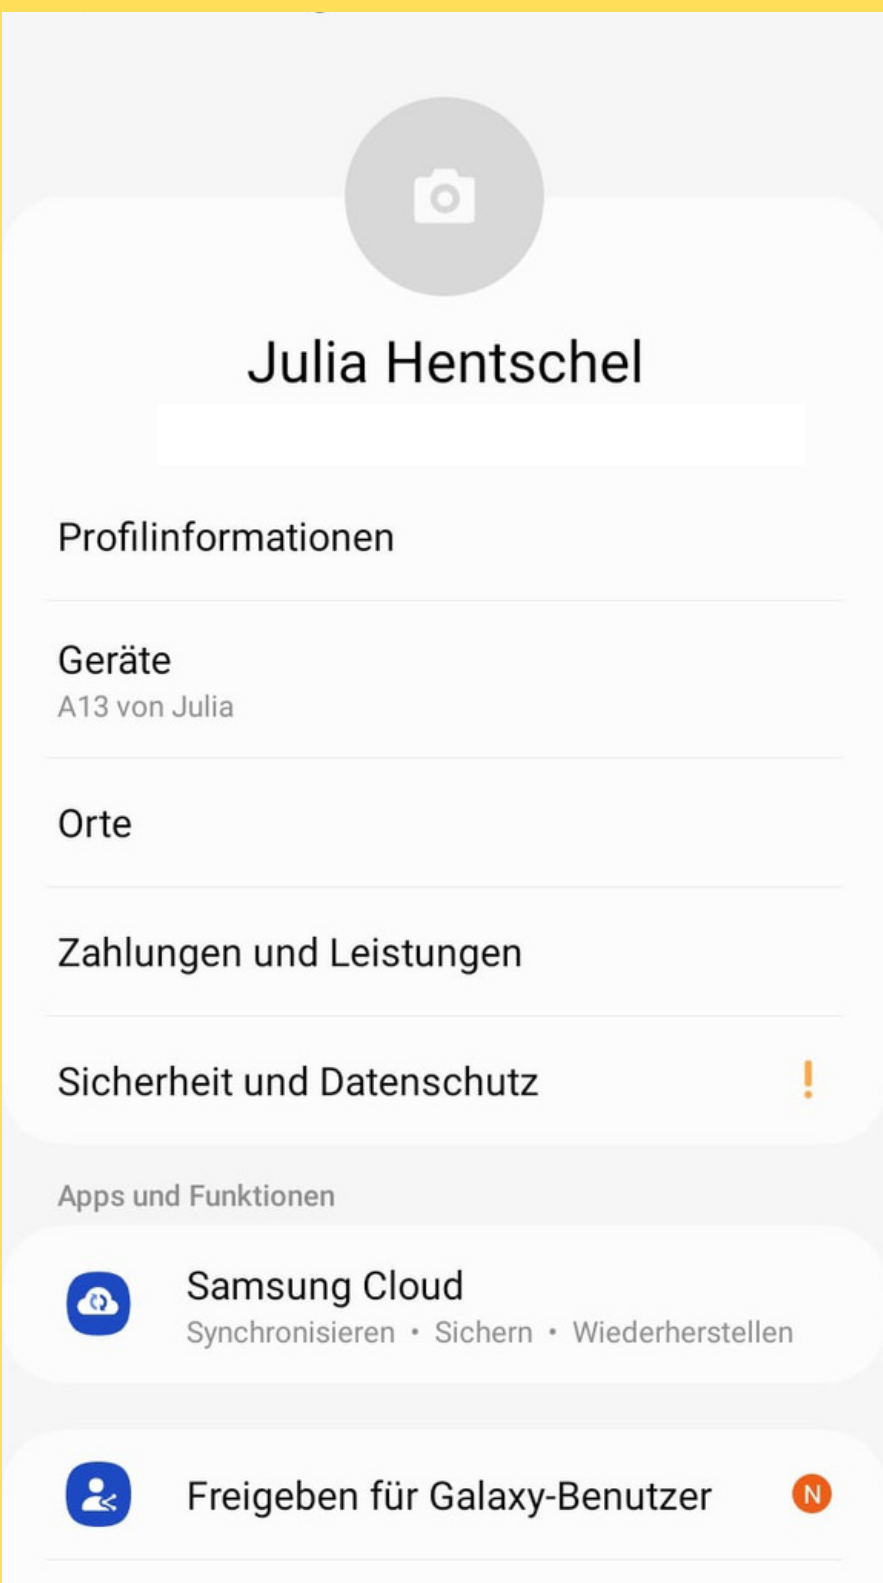 Julia Hentschel
Profilinformationen
Geräte
A13 von Julia
Orte
Zahlungen und Leistungen
Sicherheit und Datenschutz !
Apps und Funktionen
Samsung Cloud
Synchronisieren • Sichern • Wiederherstellen
Freigeben für Galaxy-Benutzer N